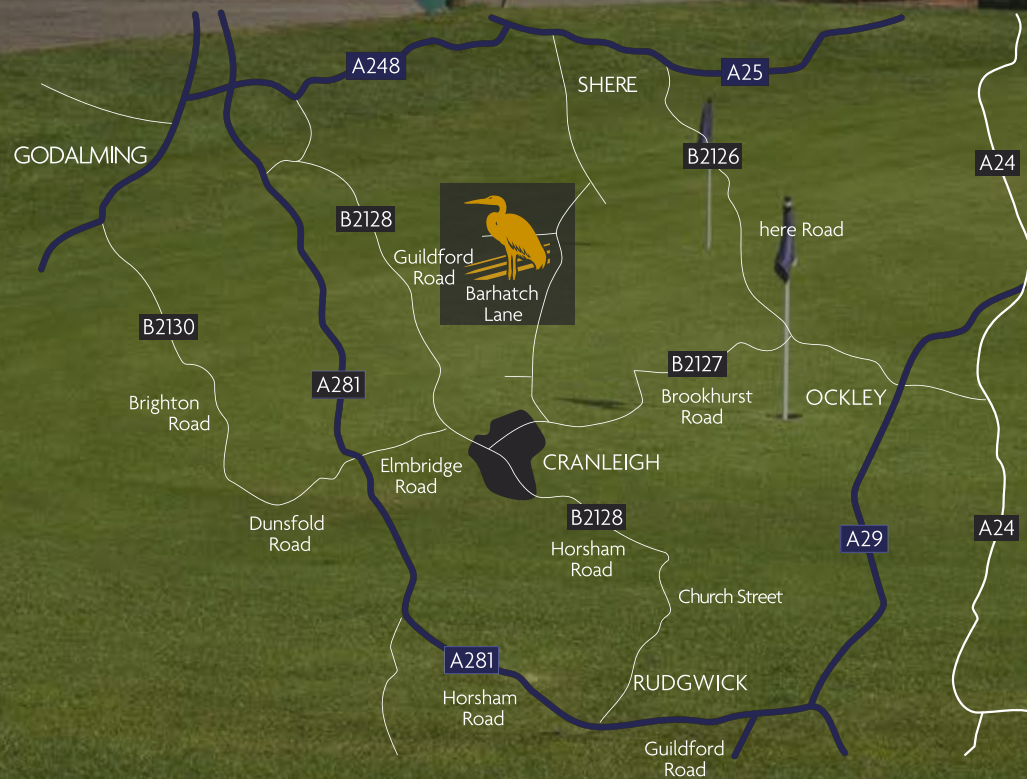 A248
A25
SHERE
GODALMING
B2126
A24
B2128
here Road
Guildford
Road
Barhatch
Lane
B2130
B2127
A281
Brighton
Road
Brookhurst
Road
OCKLEY
Elmbridge
Road
CRANLEIGH
Dunsfold
Road
B2128
A29
A24
Horsham
Road
Church Street
A281
RUDGWICK
Horsham
Road
Guildford
Road